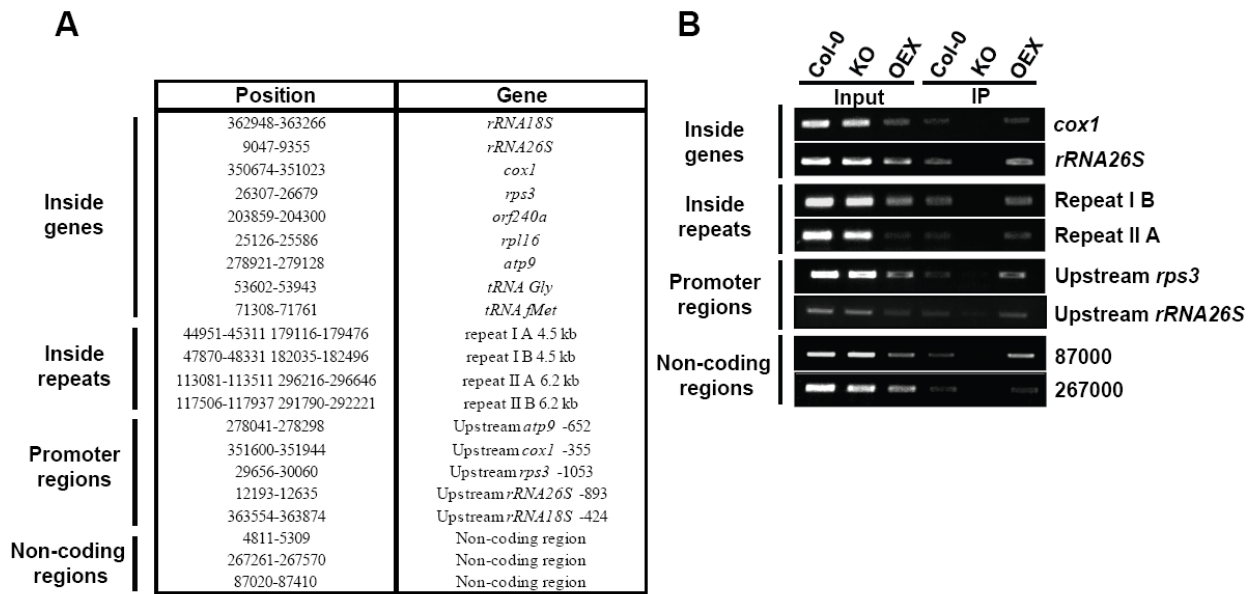 A
Position Gene
Inside
genes
362948-363266 rRNA18S
9047-9355 rRNA26S
350674-351023 cox1
26307-26679 rps3
203859-204300 orf240a
25126-25586 rpl16
278921-279128 atp9
53602-53943 tRNA Gly
71308-71761 tRNA fMet
Inside
repeats
44951-45311 179116-179476 repeat I A 4.5 kb
47870-48331 182035-182496 repeat I B 4.5 kb
113081-113511 296216-296646 repeat II A 6.2 kb
117506-117937 291790-292221 repeat II B 6.2 kb
Promoter
regions
278041-278298 Upstream atp9 -652
351600-351944 Upstream cox1 -355
29656-30060 Upstream rps3 -1053
12193-12635 Upstream rRNA26S -893
363554-363874 Upstream rRNA18S -424
Non-coding
regions
4811-5309 Non-coding region
267261-267570 Non-coding region
87020-87410 Non-coding region
B
Col-0 KO OEX Col-0 KO OEX
Input IP
Inside
genes
cox1
rRNA26S
Inside
repeats
Repeat I B
Repeat II A
Promoter
regions
Upstream rps3
Upstream rRNA26S
Non-coding
regions
87000
267000